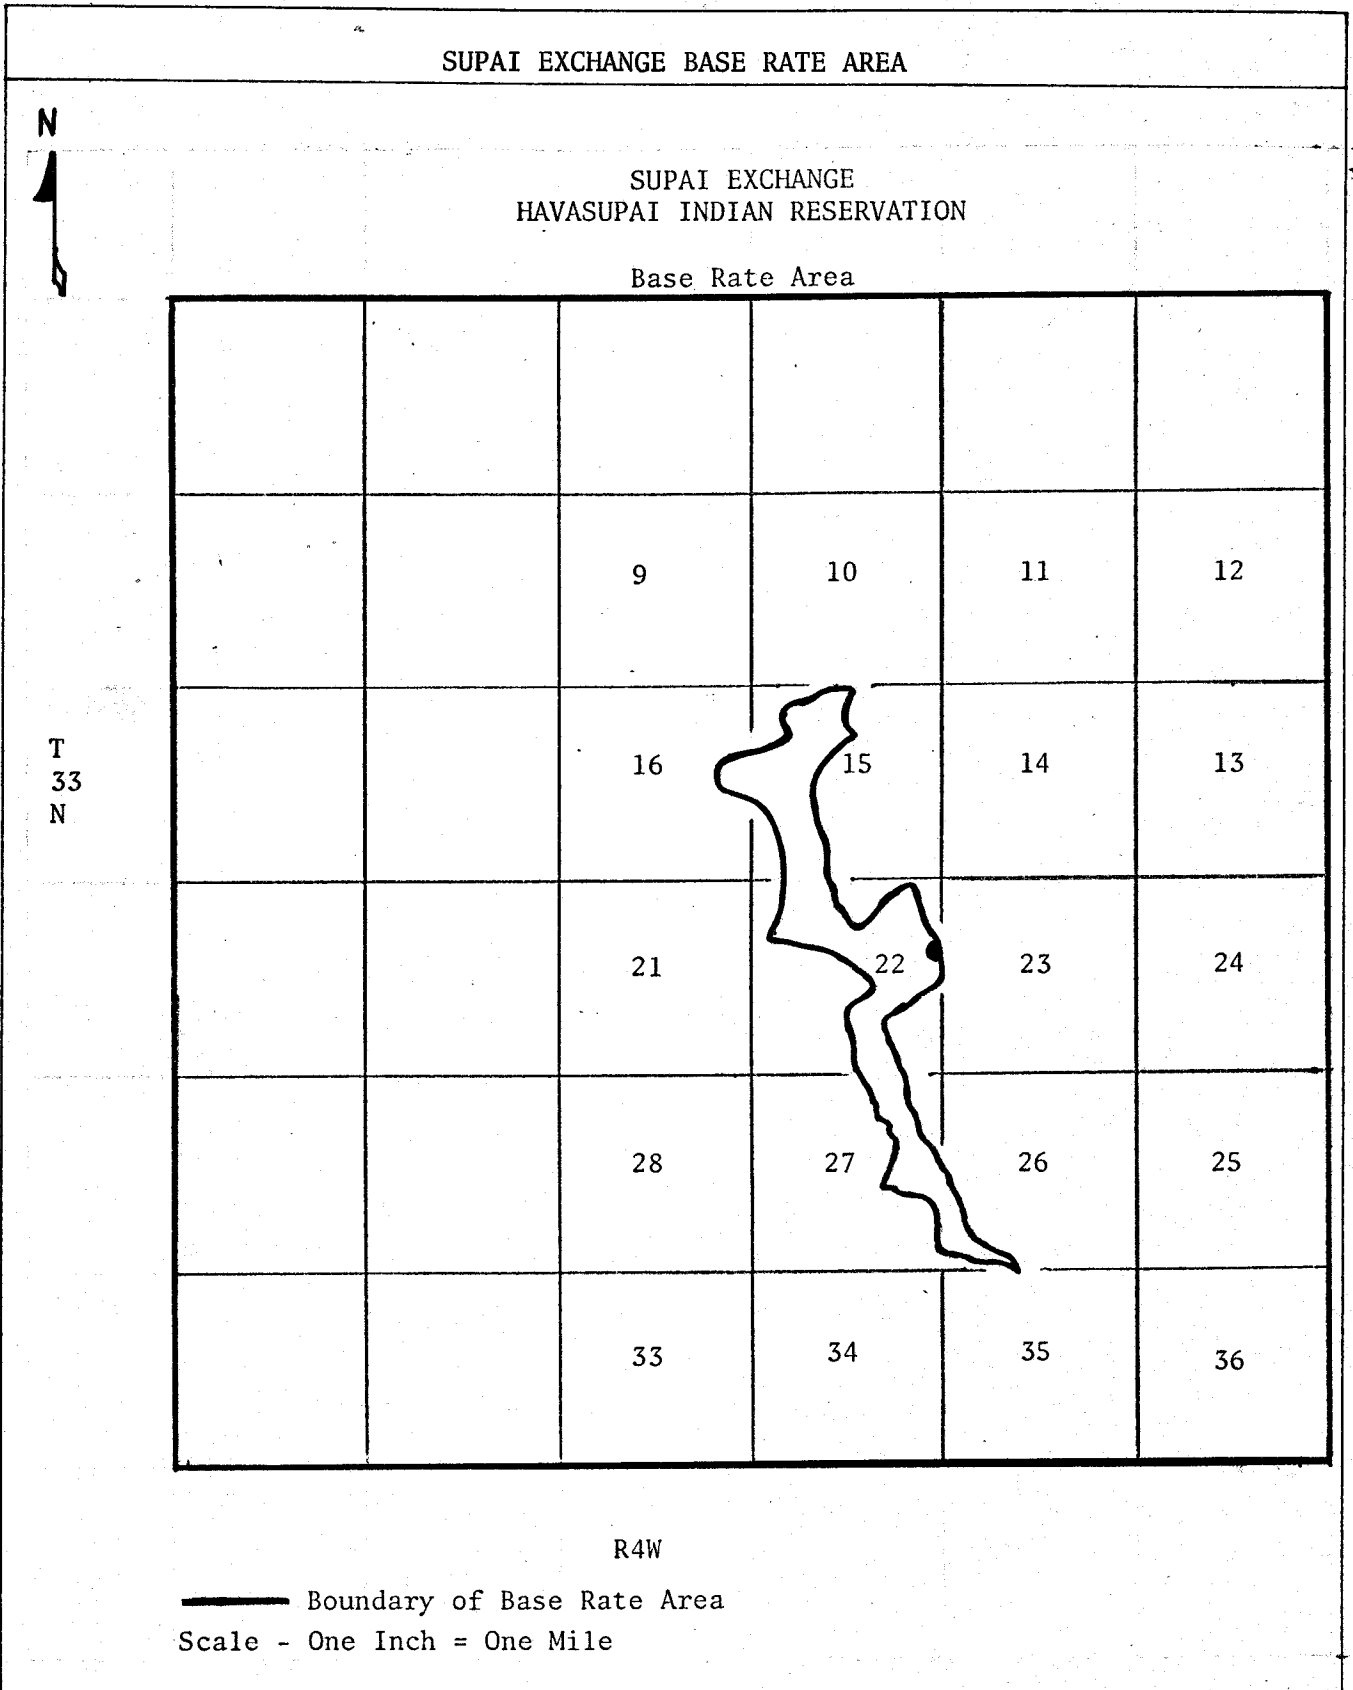 SUPAI EXCHANGE BASE RATE AREA
N
SUPAI EXCHANGE
HAVASUPAI INDIAN RESERVATION
Base Rate Area
9 10 11 12
T
33
N
16 15 14 13
21 22 23 24
28 27 26 25
33 34 35 36
R4W
Boundary of Base Rate Area
Scale - One Inch = One Mile